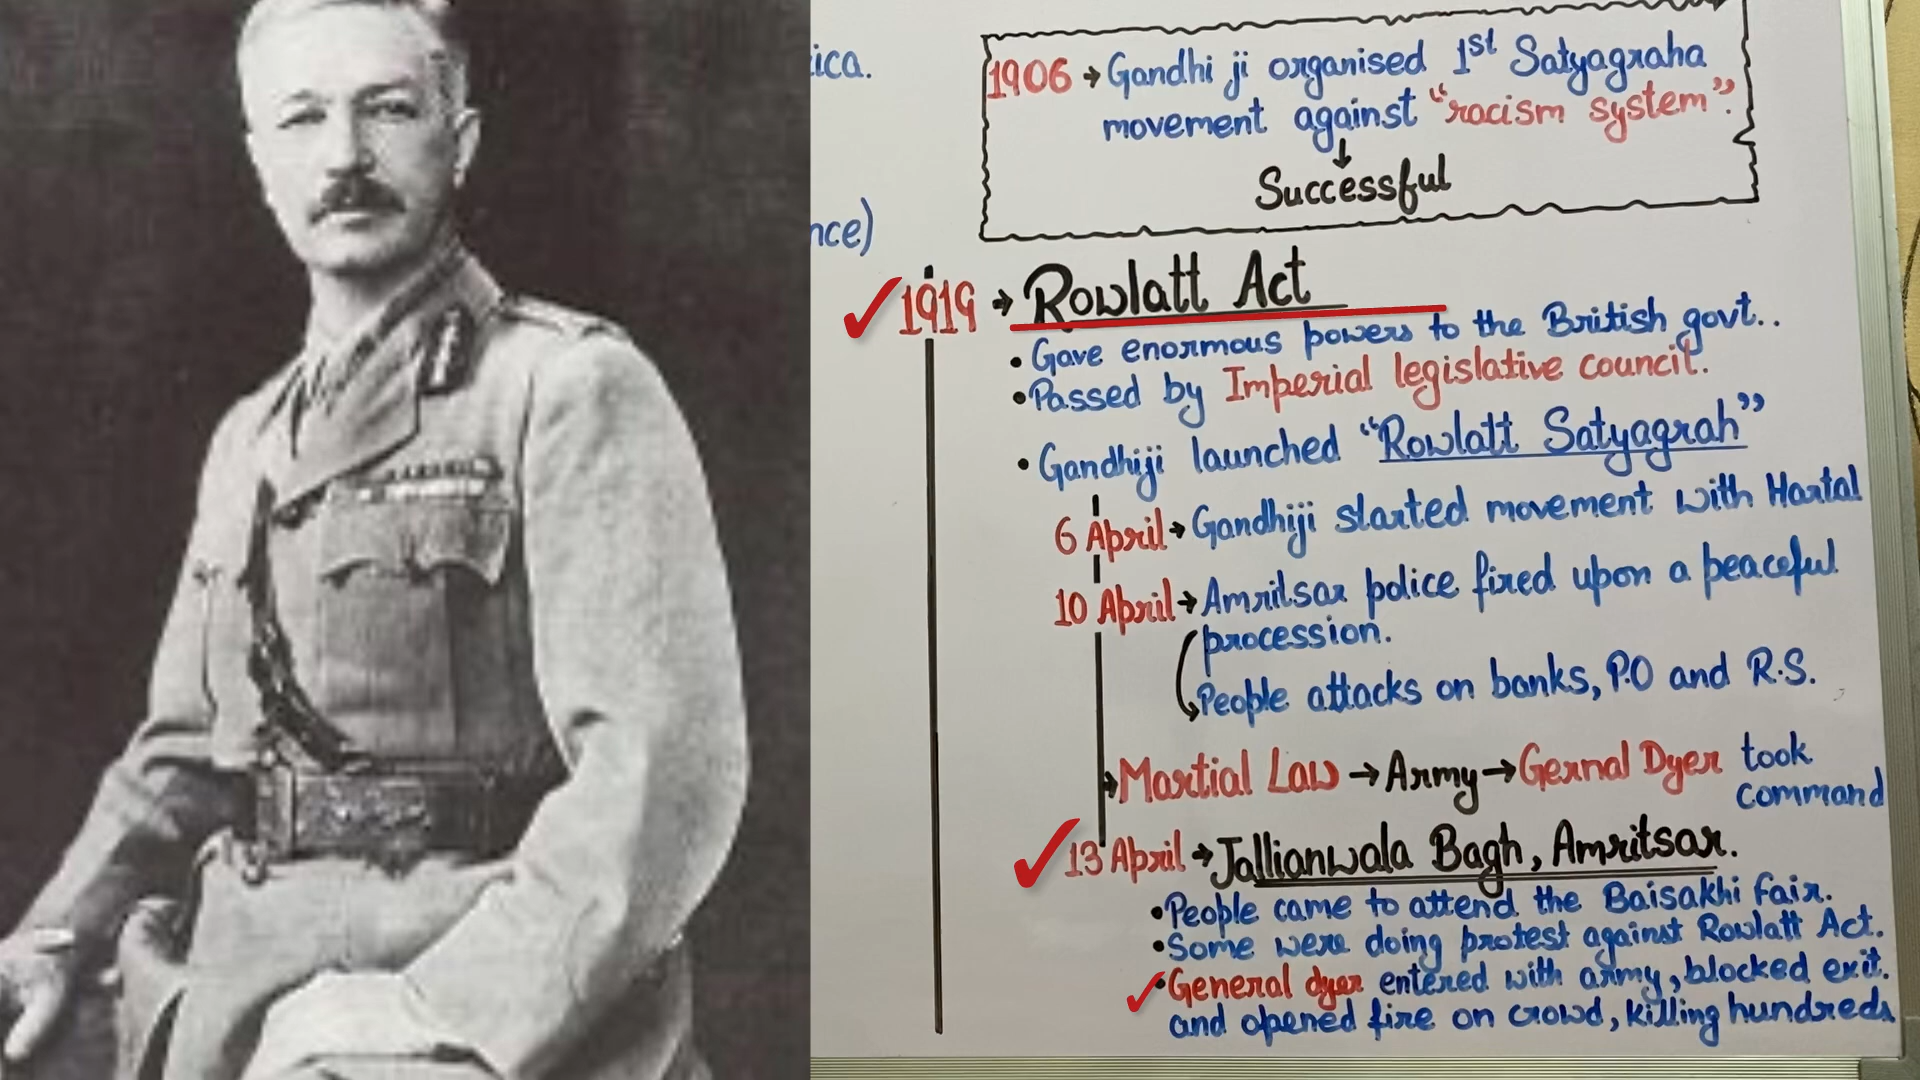 ica.
nce)
1906 → Gandhi ji organised 1st Satyagraha
movement against "racism system".
↓
Successful
1919 → Rowlatt Act
• Gave enormous powers to the British govt..
• Passed by Imperial legislative council.
• Gandhiji launched "Rowlatt Satyagrah"
6 April → Gandhiji started movement with Hartal
10 April → Amritsar police fired upon a peaceful
procession.
People attacks on banks, P.O and R.S.
Martial Law → Army → Gernal Dyer took
command
13 April → Jallianwala Bagh, Amritsar.
• People came to attend the Baisakhi fair.
• Some were doing protest against Rowlatt Act.
• General dyer entered with army, blocked exit.
and opened fire on crowd, killing hundreds